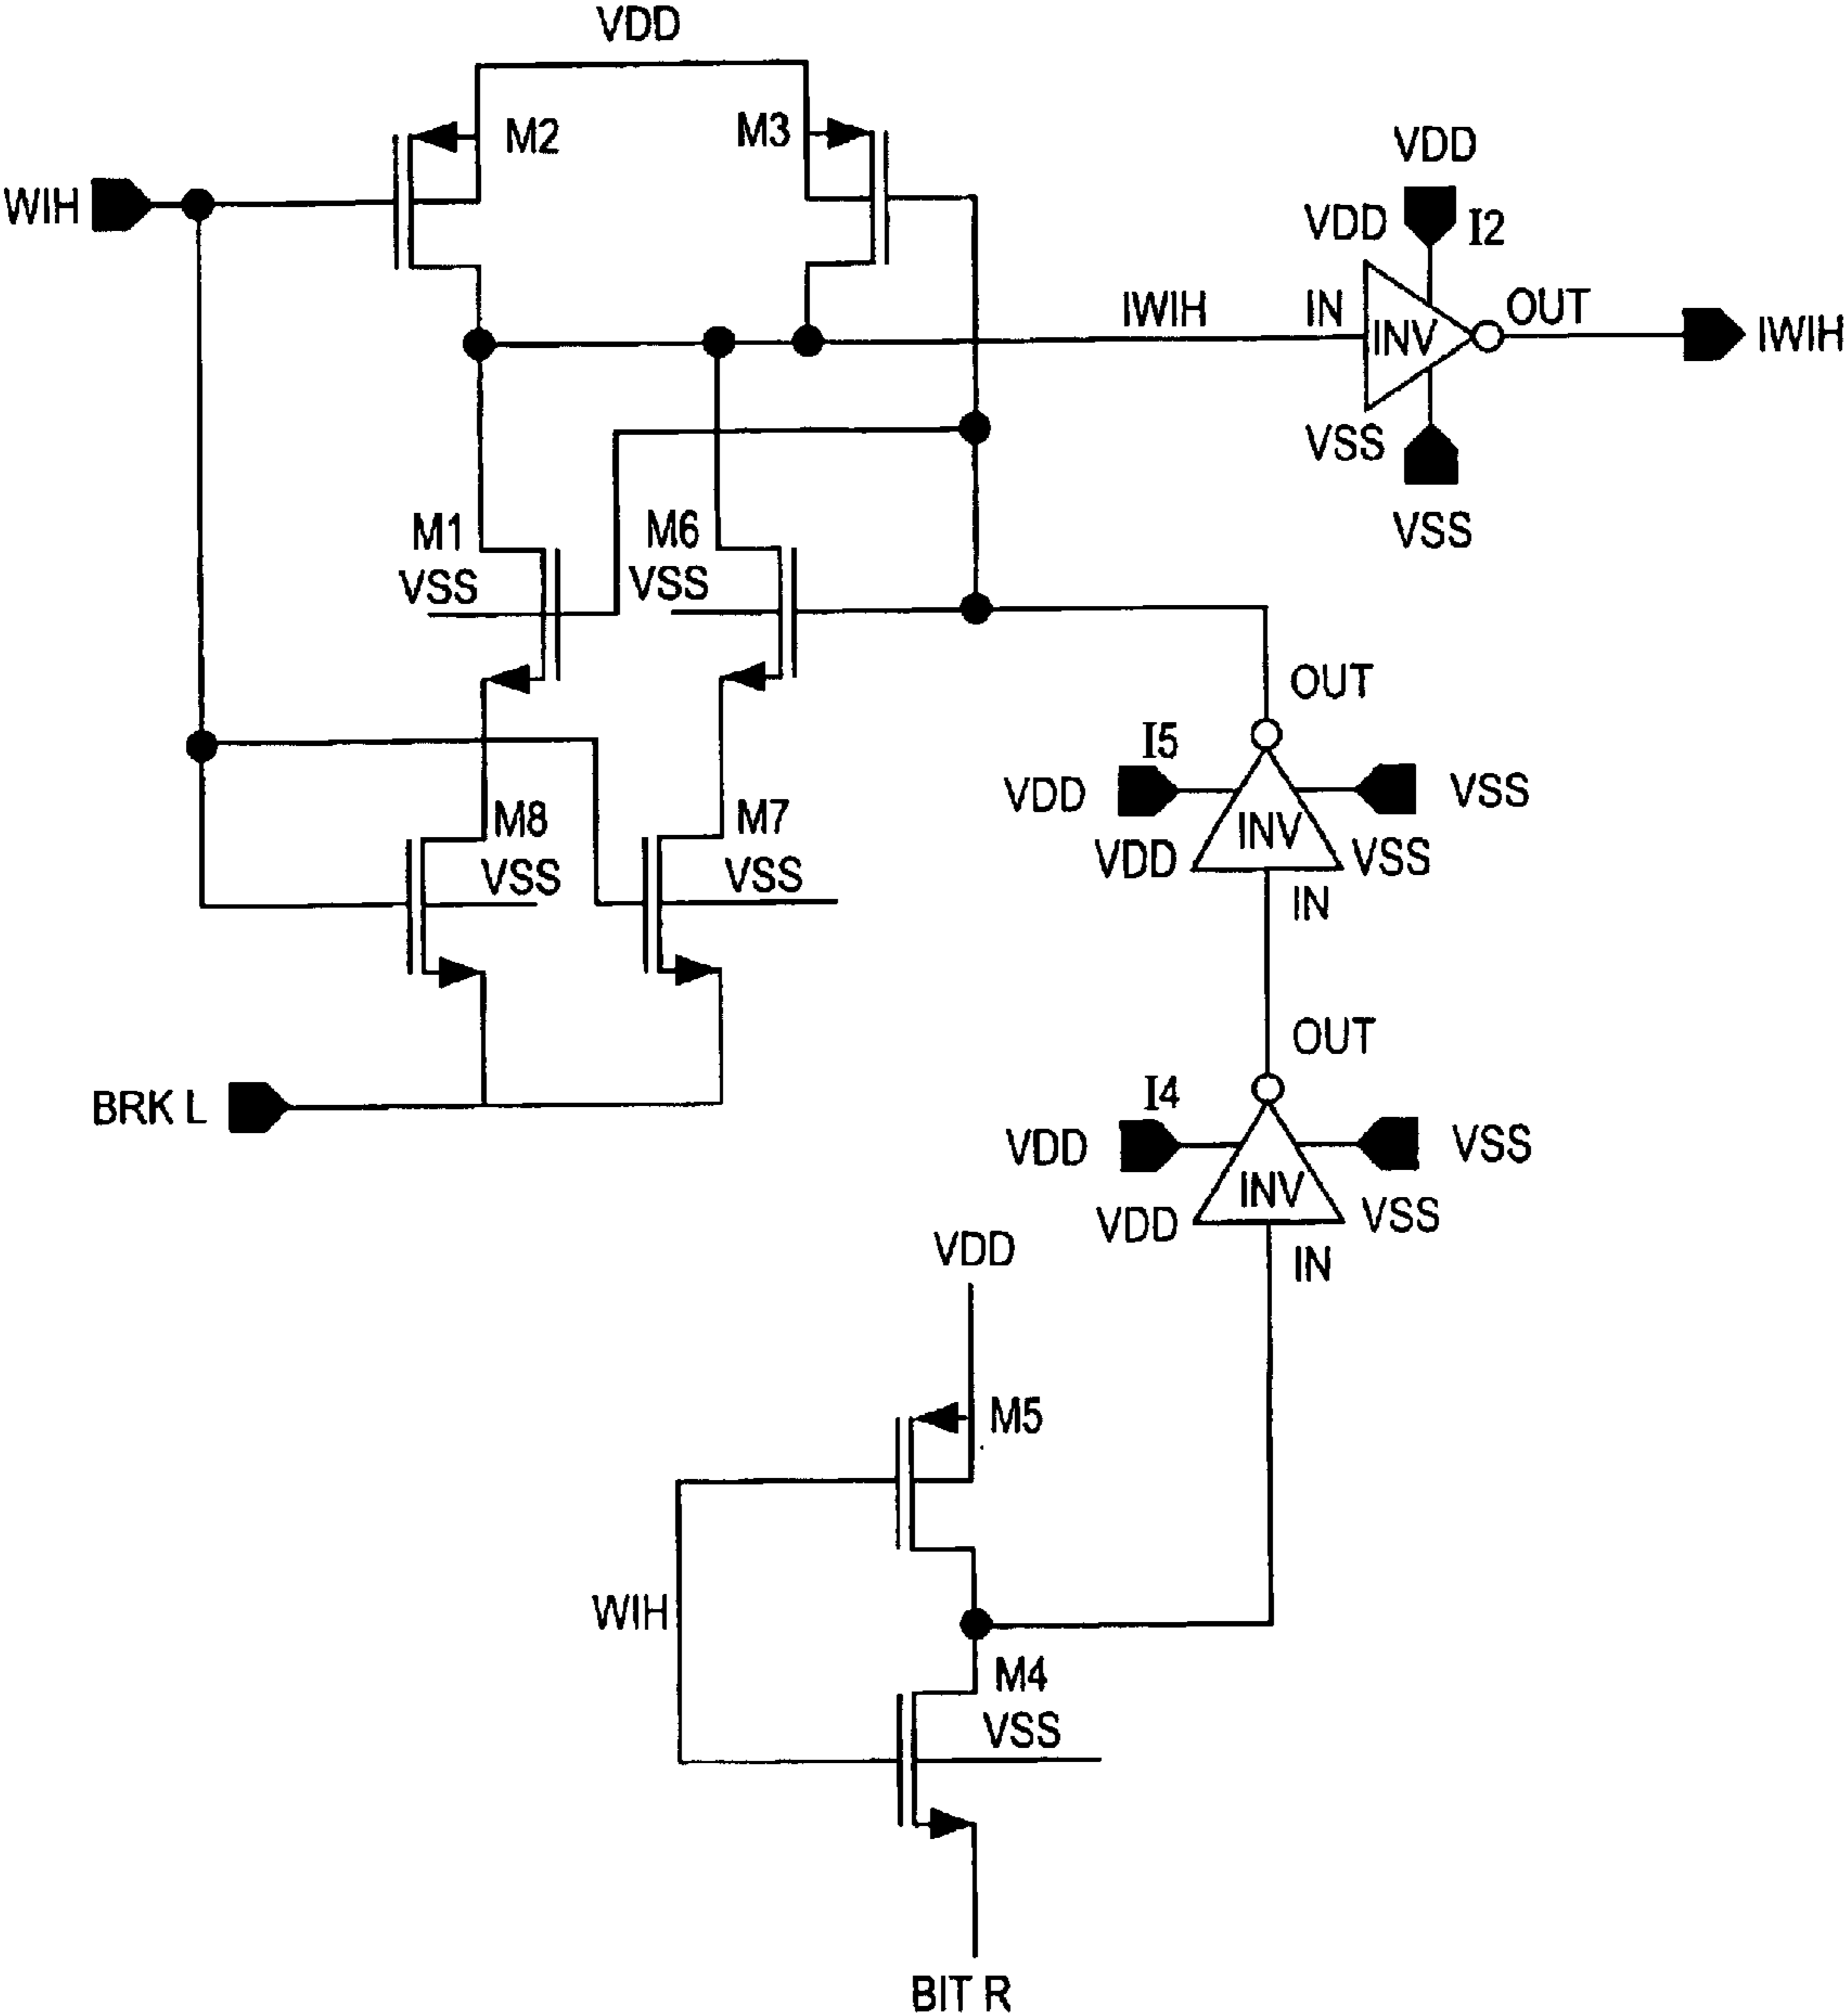 VDD
M2
M3
VDD
WIH
VDD
I2
IWIH
IN
INV
OUT
IWIH
VSS
VSS
M1
VSS
M6
VSS
OUT
I5
VDD
VSS
M8
VSS
M7
VSS
VDD
INV
VSS
IN
OUT
BRK L
I4
VDD
VSS
VDD
INV
VSS
VDD
IN
M5
WIH
M4
VSS
BIT R